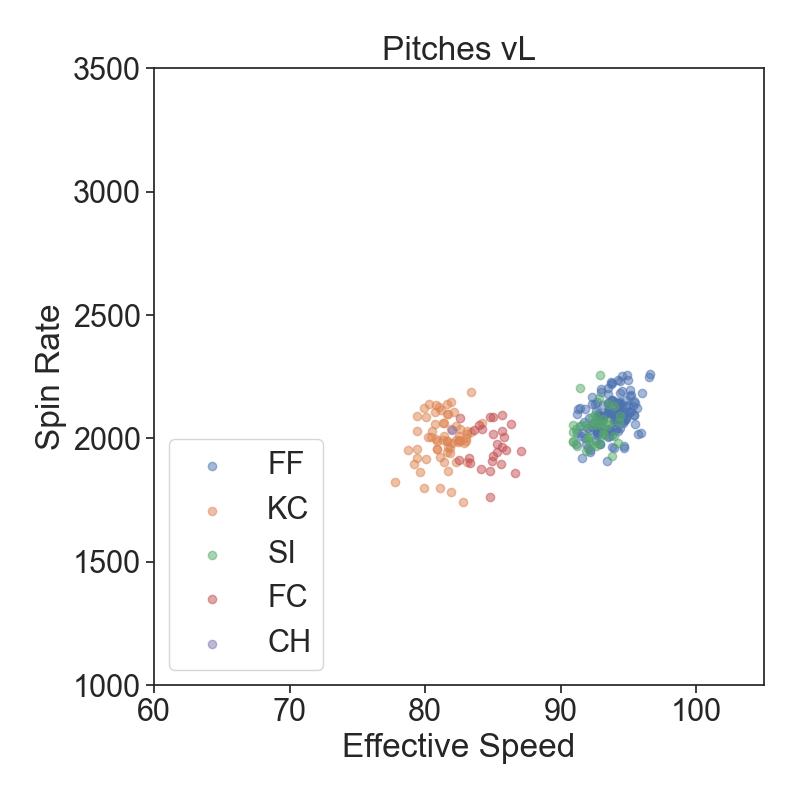 Pitches vL
3500
3000
2500
2000
1500
1000
Spin Rate
FF
KC
SI
FC
CH
60 70 80 90 100
Effective Speed